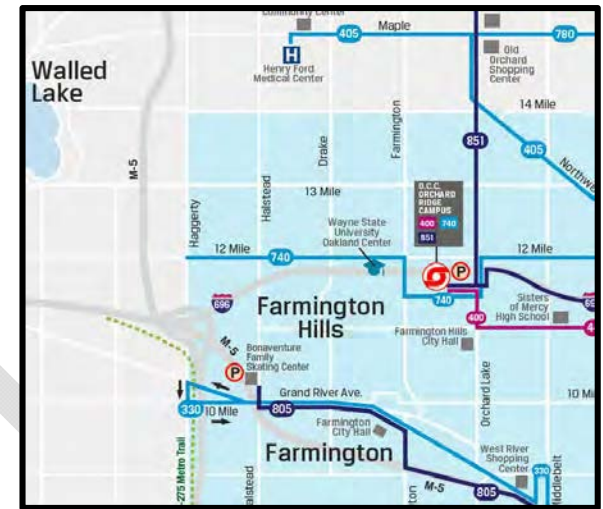 Community Center
405
Maple
780
H
Henry Ford
Medical Center
Old
Orchard
Shopping
Center
Walled
Lake
14 Mile
M-5
Haggerty
Halstead
Drake
Farmington
851
405
13 Mile
O.C.C.
ORCHARD
RIDGE
CAMPUS
400 740
851
Wayne State
University
Oakland Center
12 Mile
740
P
12 Mile
740
696
Farmington
Hills
Sisters
of Mercy
High School
400
Farmington Hills
City Hall
M-5
Bonaventure
Family
Skating Center
P
Orchard Lake
Grand River Ave.
330
10 Mile
805
Farmington
City Hall
Farmington
West River
Shopping
Center
330
Middlebelt
-275 Metro Trail
M-5
805